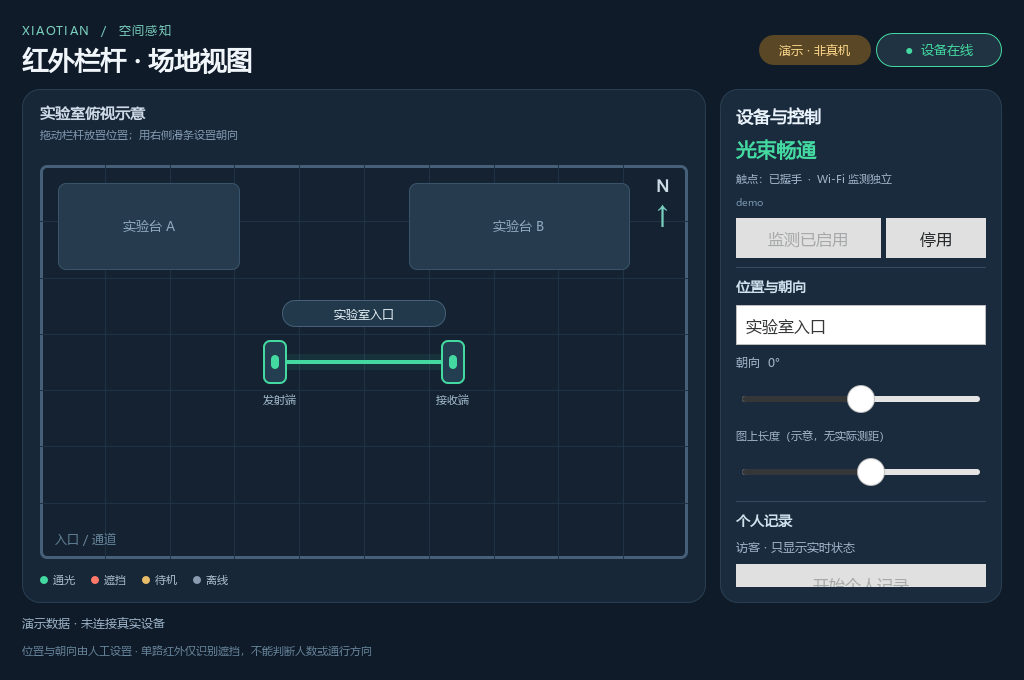 XIAOTIAN / 空间感知
红外栏杆 · 场地视图
演示 · 非真机
● 设备在线
实验室俯视示意
拖动栏杆放置位置；用右侧滑条设置朝向
实验台 A
实验台 B
N
↑
实验室入口
发射端
接收端
入口 / 通道
通光
遮挡
待机
离线
设备与控制
光束畅通
触点：已握手 · Wi-Fi 监测独立
demo
监测已启用
停用
位置与朝向
实验室入口
朝向 0°
图上长度（示意，无实际测距）
个人记录
访客 · 只显示实时状态
开始个人记录
演示数据 · 未连接真实设备
位置与朝向由人工设置 · 单路红外仅识别遮挡，不能判断人数或通行方向